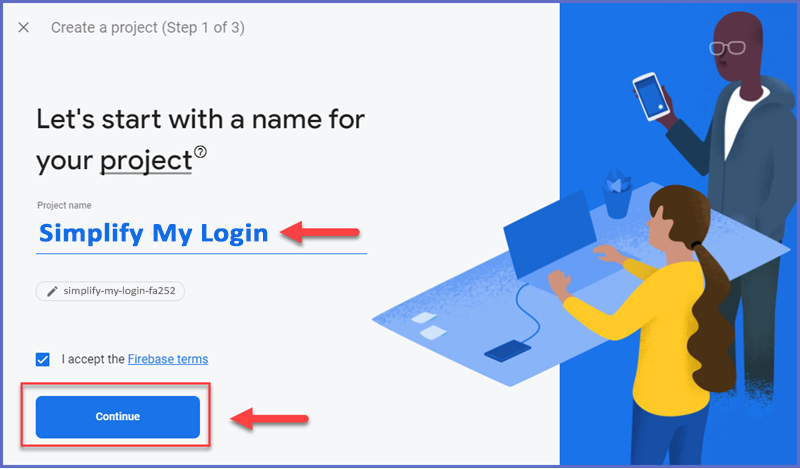 Create a project (Step 1 of 3)
Let's start with a name for
your project
Project name
Simplify My Login
simplify-my-login-fa252
I accept the Firebase terms
Continue